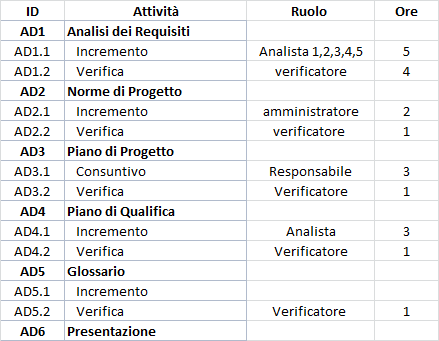 ID Attività Ruolo Ore
AD1 Analisi dei Requisiti
AD1.1 Incremento Analista 1,2,3,4,5 5
AD1.2 Verifica verificatore 4
AD2 Norme di Progetto
AD2.1 Incremento amministratore 2
AD2.2 Verifica verificatore 1
AD3 Piano di Progetto
AD3.1 Consuntivo Responsabile 3
AD3.2 Verifica Verificatore 1
AD4 Piano di Qualifica
AD4.1 Incremento Analista 3
AD4.2 Verifica Verificatore 1
AD5 Glossario
AD5.1 Incremento
AD5.2 Verifica Verificatore 1
AD6 Presentazione